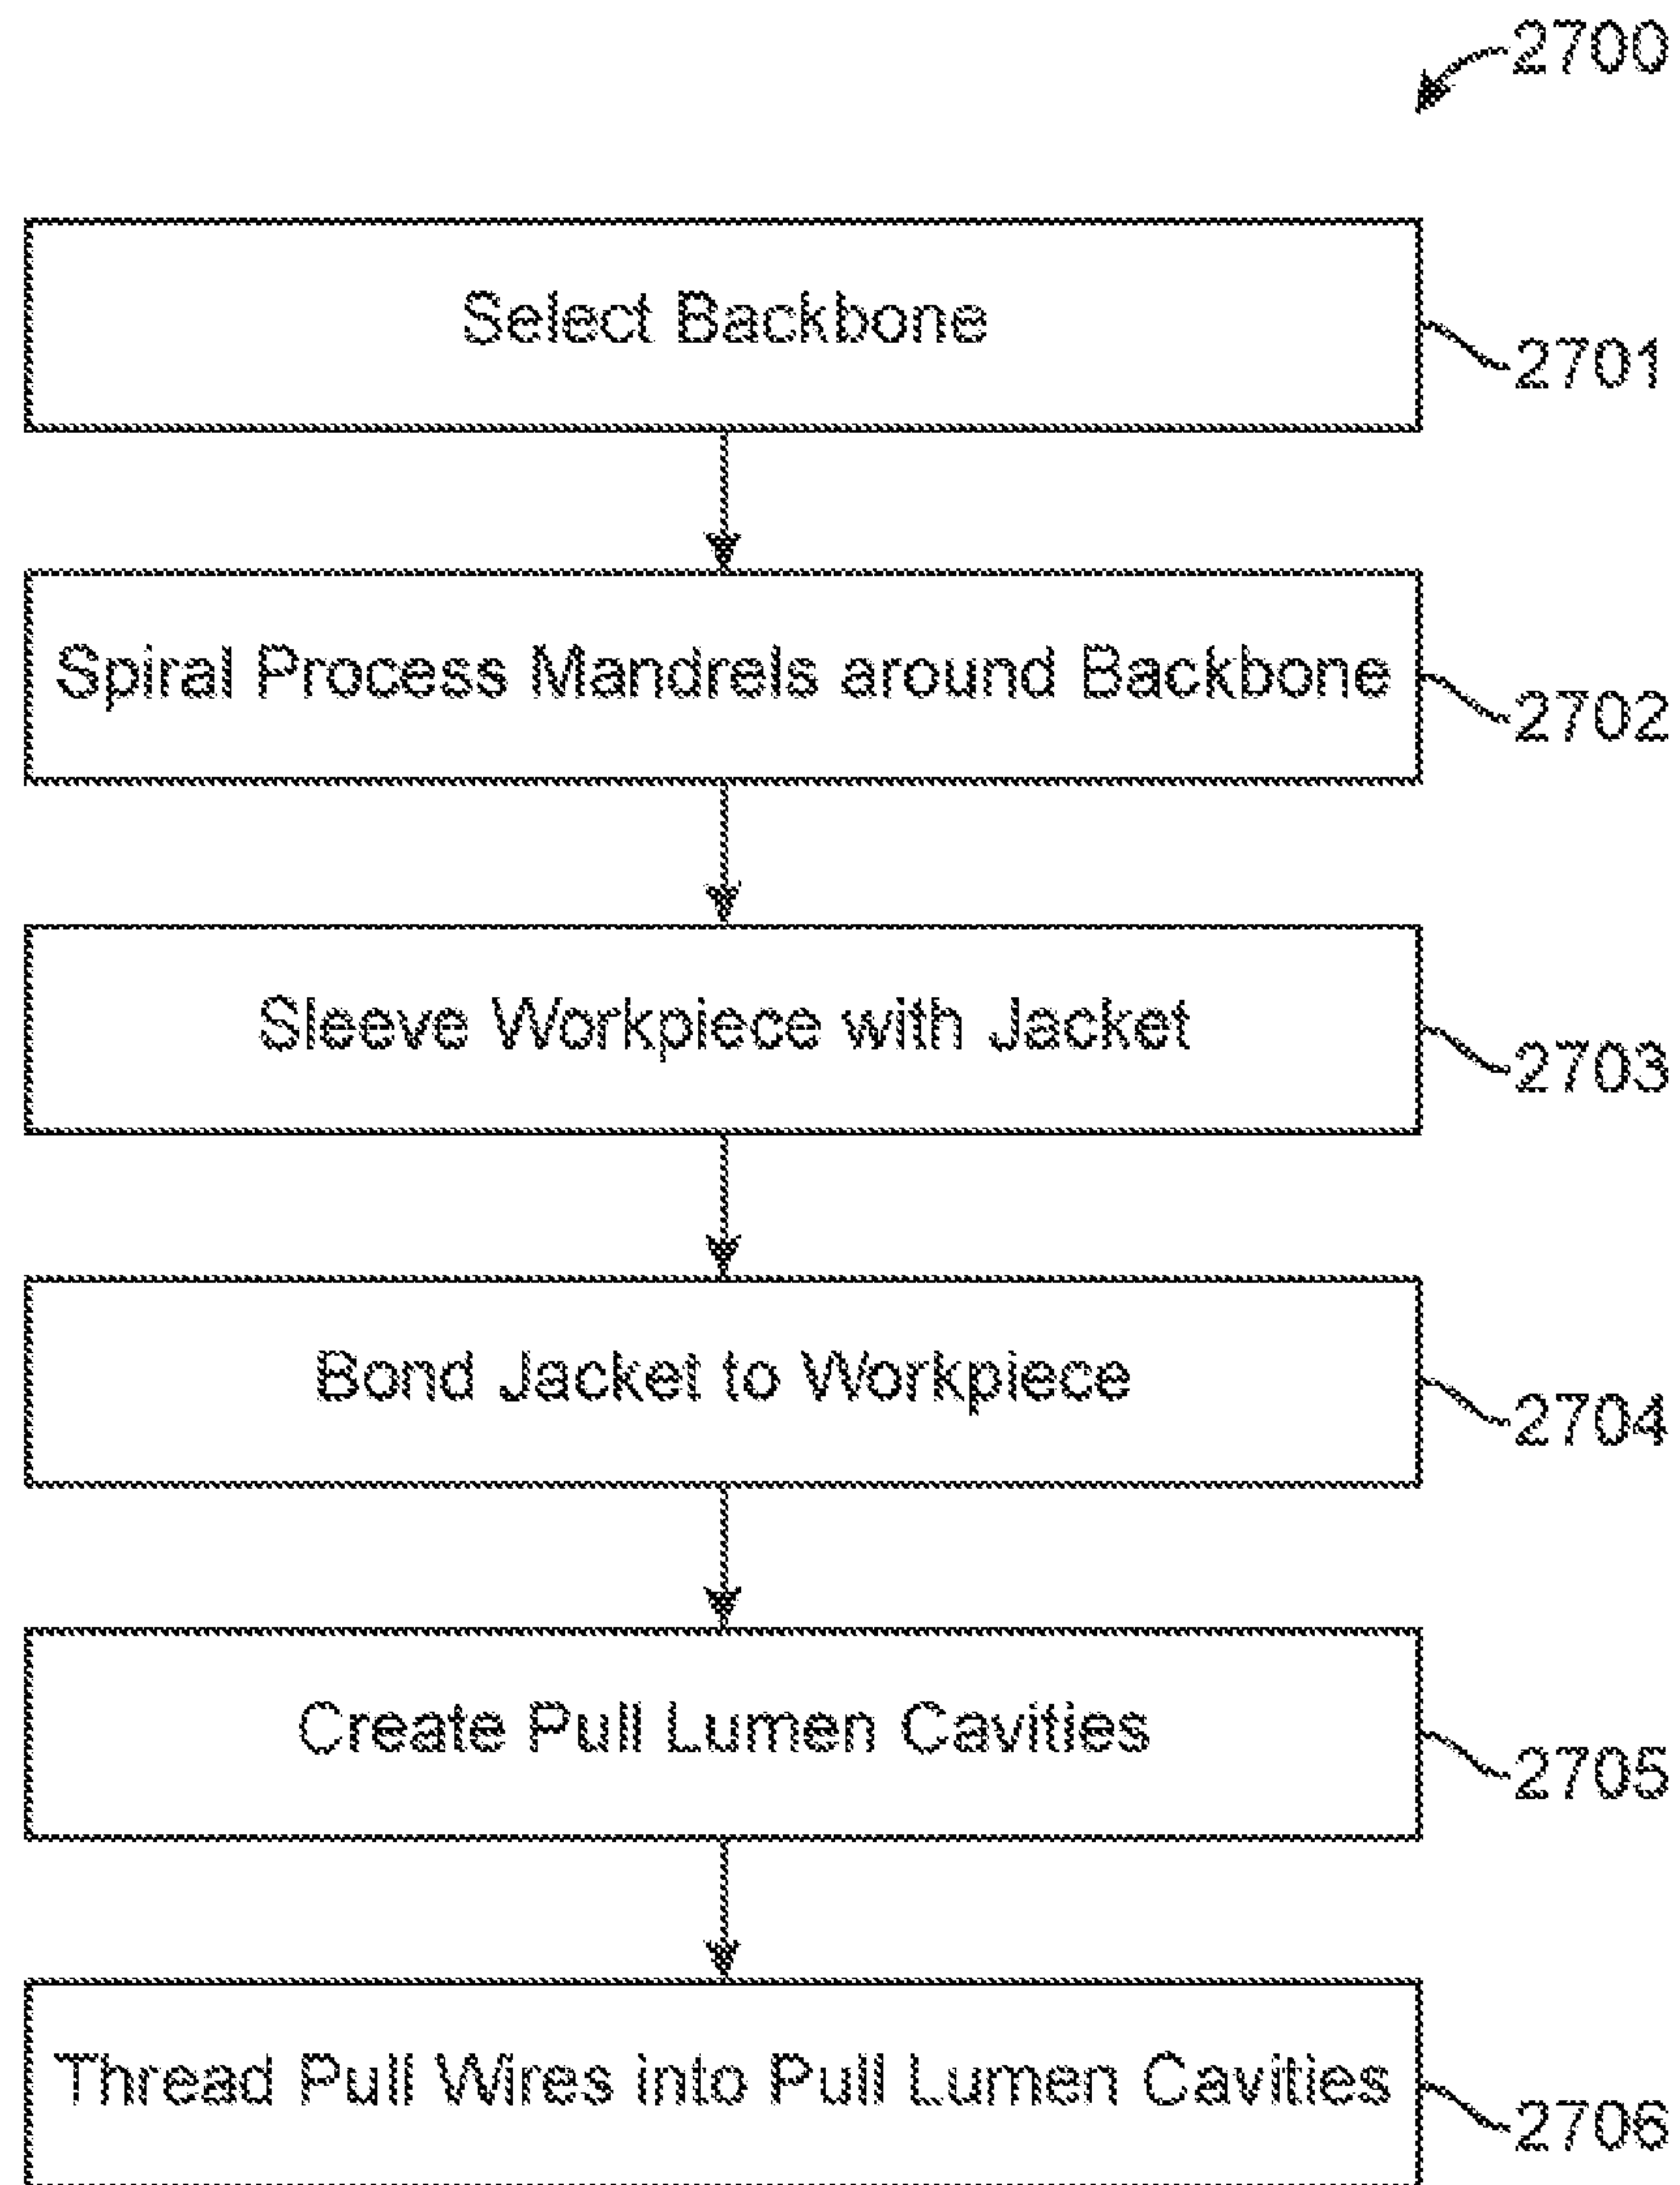 2700
Select Backbone
2701
Spiral Process Mandrels around Backbone
2702
Sleeve Workpiece with Jacket
2703
Bond Jacket to Workpiece
2704
Create Pull Lumen Cavities
2705
Thread Pull Wires into Pull Lumen Cavities
2706